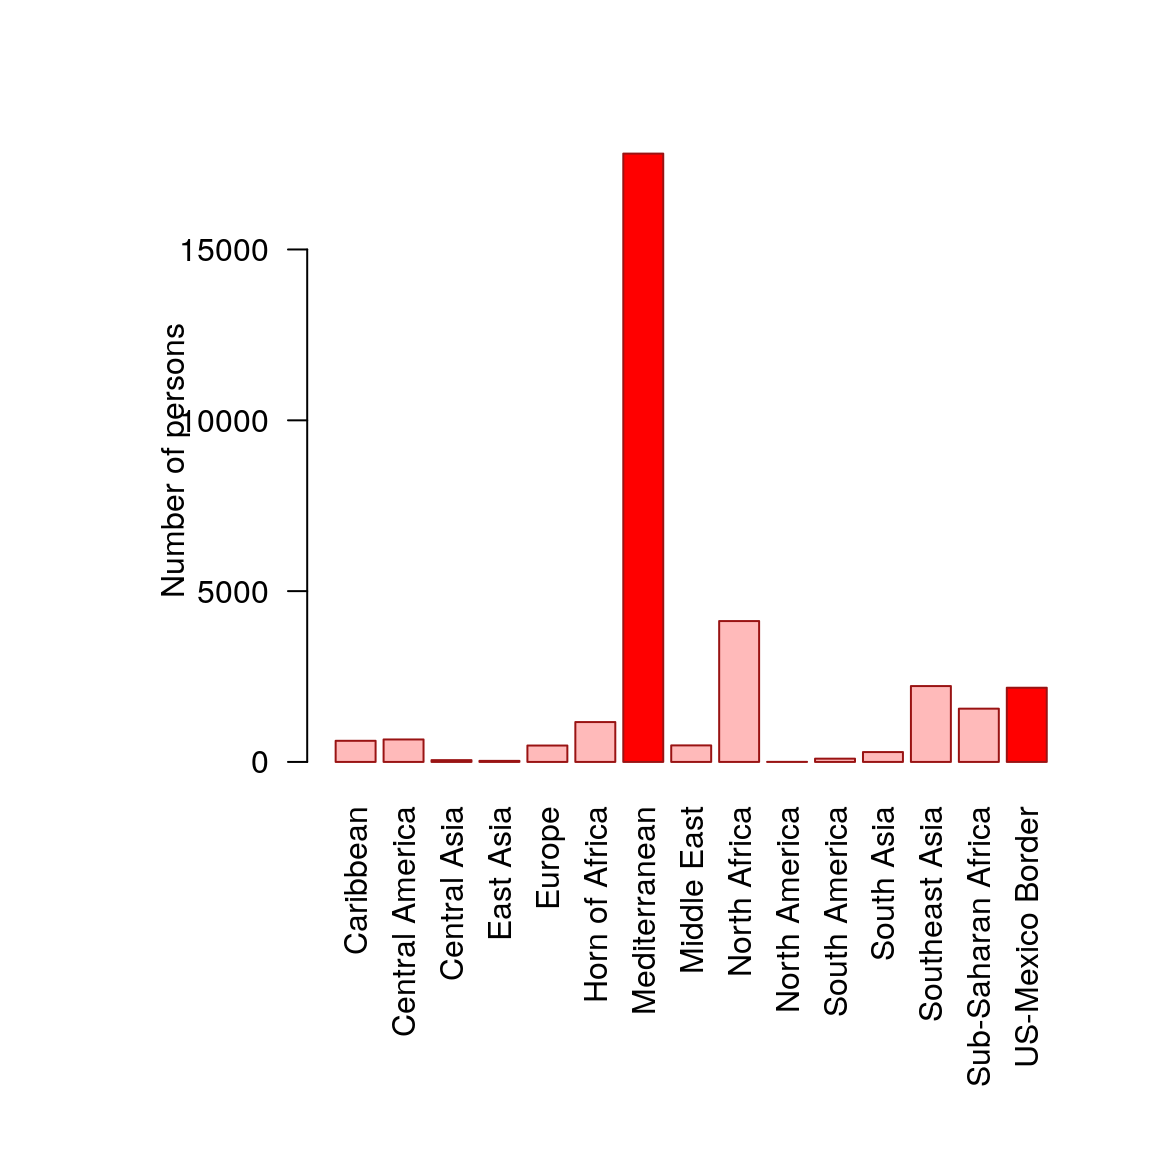 Number of persons
15000
10000
5000
0
Caribbean
Central America
Central Asia
East Asia
Europe
Horn of Africa
Mediterranean
Middle East
North Africa
North America
South America
South Asia
Southeast Asia
Sub-Saharan Africa
US-Mexico Border